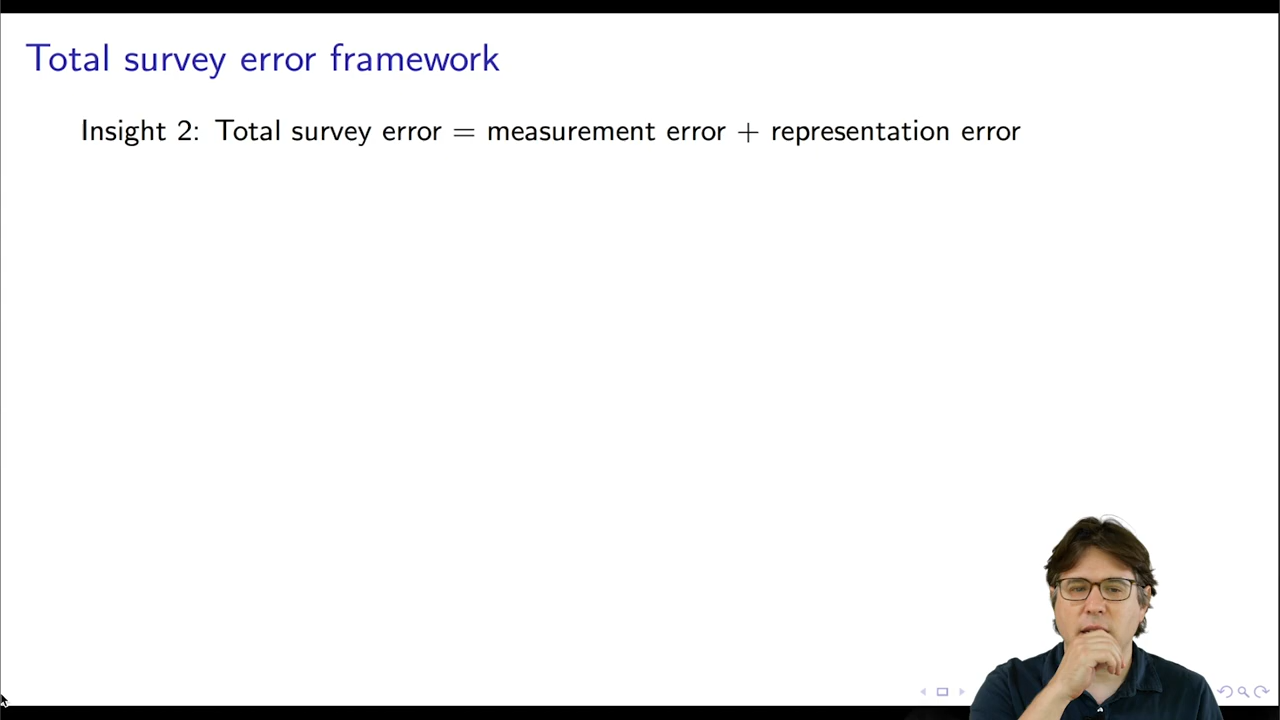 Total survey error framework
Insight 2: Total survey error = measurement error + representation error